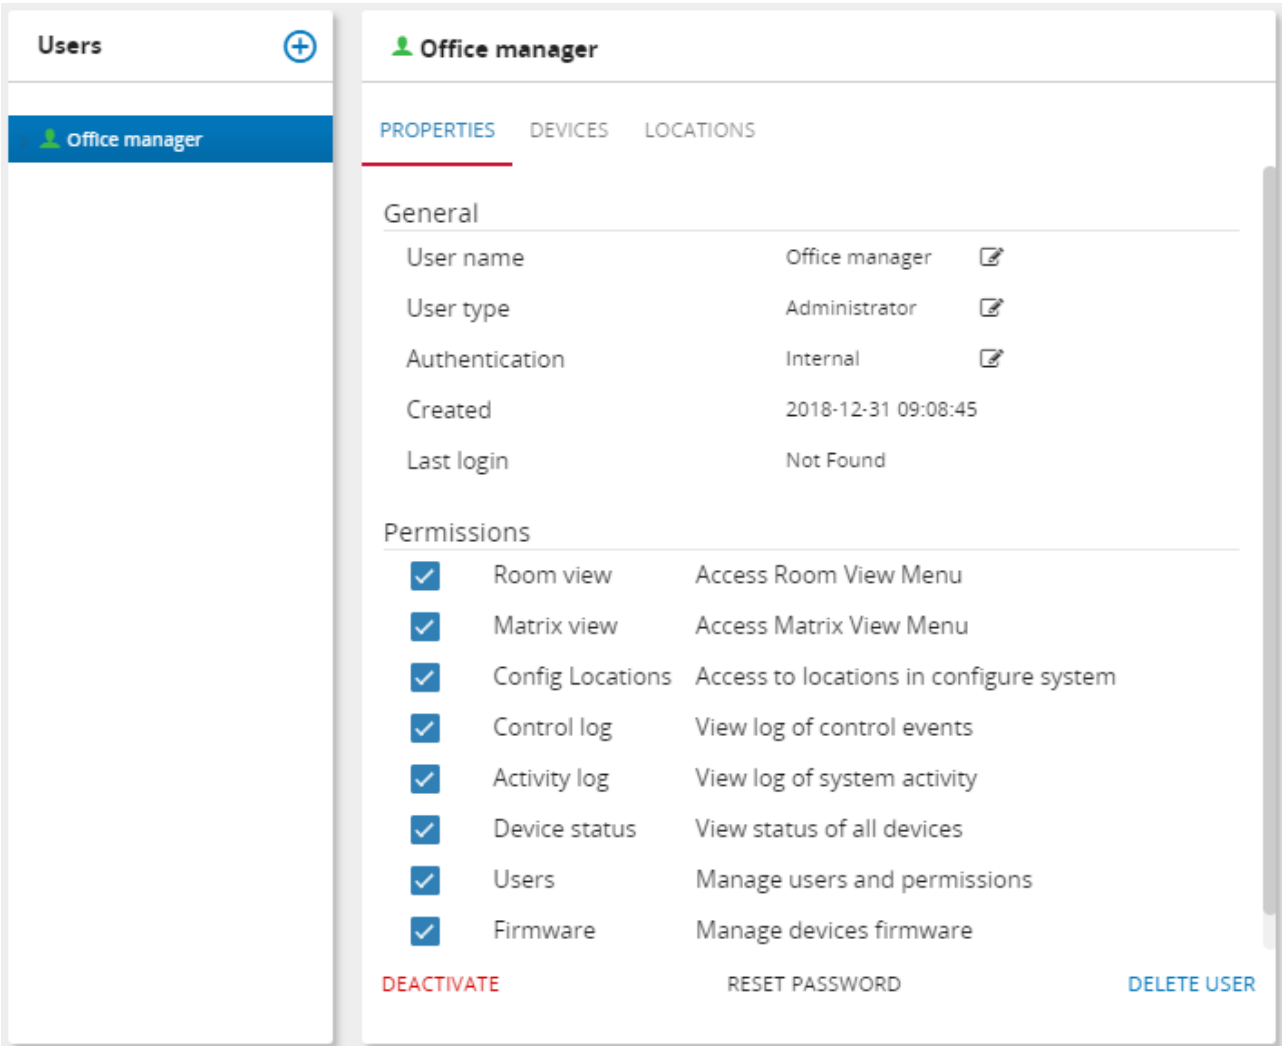 Users
Office manager
Office manager
PROPERTIES DEVICES LOCATIONS
General
User name Office manager
User type Administrator
Authentication Internal
Created 2018-12-31 09:08:45
Last login Not Found
Permissions
Room view Access Room View Menu
Matrix view Access Matrix View Menu
Config Locations Access to locations in configure system
Control log View log of control events
Activity log View log of system activity
Device status View status of all devices
Users Manage users and permissions
Firmware Manage devices firmware
DEACTIVATE RESET PASSWORD DELETE USER